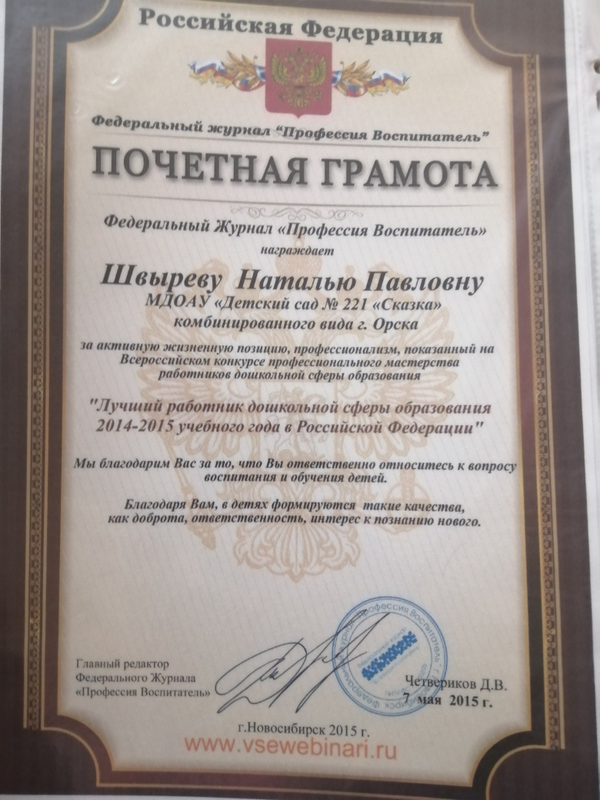 Российская Федерация
Федеральный журнал "Профессия Воспитатель"
ПОЧЕТНАЯ ГРАМОТА
Федеральный Журнал «Профессия Воспитатель»
награждает
Швыреву Наталью Павловну
МДОАУ «Детский сад № 221 «Сказка»
комбинированного вида г. Орска
за активную жизненную позицию, профессионализм, показанный на
Всероссийском конкурсе профессионального мастерства
работников дошкольной сферы образования
"Лучший работник дошкольной сферы образования
2014-2015 учебного года в Российской Федерации"
Мы благодарим Вас за то, что Вы ответственно относитесь к вопросу
воспитания и обучения детей.
Благодаря Вам, в детях формируются такие качества,
как доброта, ответственность, интерес к познанию нового.
Главный редактор
Федерального Журнала
«Профессия Воспитатель»
Профессия Воспитатель
Четвериков Д.В.
7 мая 2015 г.
г.Новосибирск 2015 г.
www.vsewebinari.ru